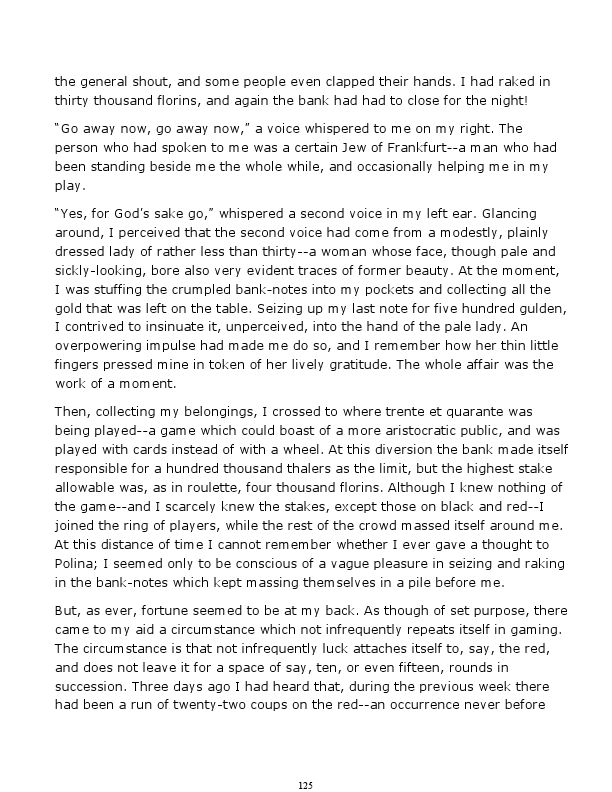 the general shout, and some people even clapped their hands. I had raked in
thirty thousand florins, and again the bank had had to close for the night!
“Go away now, go away now,” a voice whispered to me on my right. The
person who had spoken to me was a certain Jew of Frankfurt--a man who had
been standing beside me the whole while, and occasionally helping me in my
play.
“Yes, for God’s sake go,” whispered a second voice in my left ear. Glancing
around, I perceived that the second voice had come from a modestly, plainly
dressed lady of rather less than thirty--a woman whose face, though pale and
sickly-looking, bore also very evident traces of former beauty. At the moment,
I was stuffing the crumpled bank-notes into my pockets and collecting all the
gold that was left on the table. Seizing up my last note for five hundred gulden,
I contrived to insinuate it, unperceived, into the hand of the pale lady. An
overpowering impulse had made me do so, and I remember how her thin little
fingers pressed mine in token of her lively gratitude. The whole affair was the
work of a moment.
Then, collecting my belongings, I crossed to where trente et quarante was
being played--a game which could boast of a more aristocratic public, and was
played with cards instead of with a wheel. At this diversion the bank made itself
responsible for a hundred thousand thalers as the limit, but the highest stake
allowable was, as in roulette, four thousand florins. Although I knew nothing of
the game--and I scarcely knew the stakes, except those on black and red--I
joined the ring of players, while the rest of the crowd massed itself around me.
At this distance of time I cannot remember whether I ever gave a thought to
Polina; I seemed only to be conscious of a vague pleasure in seizing and raking
in the bank-notes which kept massing themselves in a pile before me.
But, as ever, fortune seemed to be at my back. As though of set purpose, there
came to my aid a circumstance which not infrequently repeats itself in gaming.
The circumstance is that not infrequently luck attaches itself to, say, the red,
and does not leave it for a space of say, ten, or even fifteen, rounds in
succession. Three days ago I had heard that, during the previous week there
had been a run of twenty-two coups on the red--an occurrence never before
125